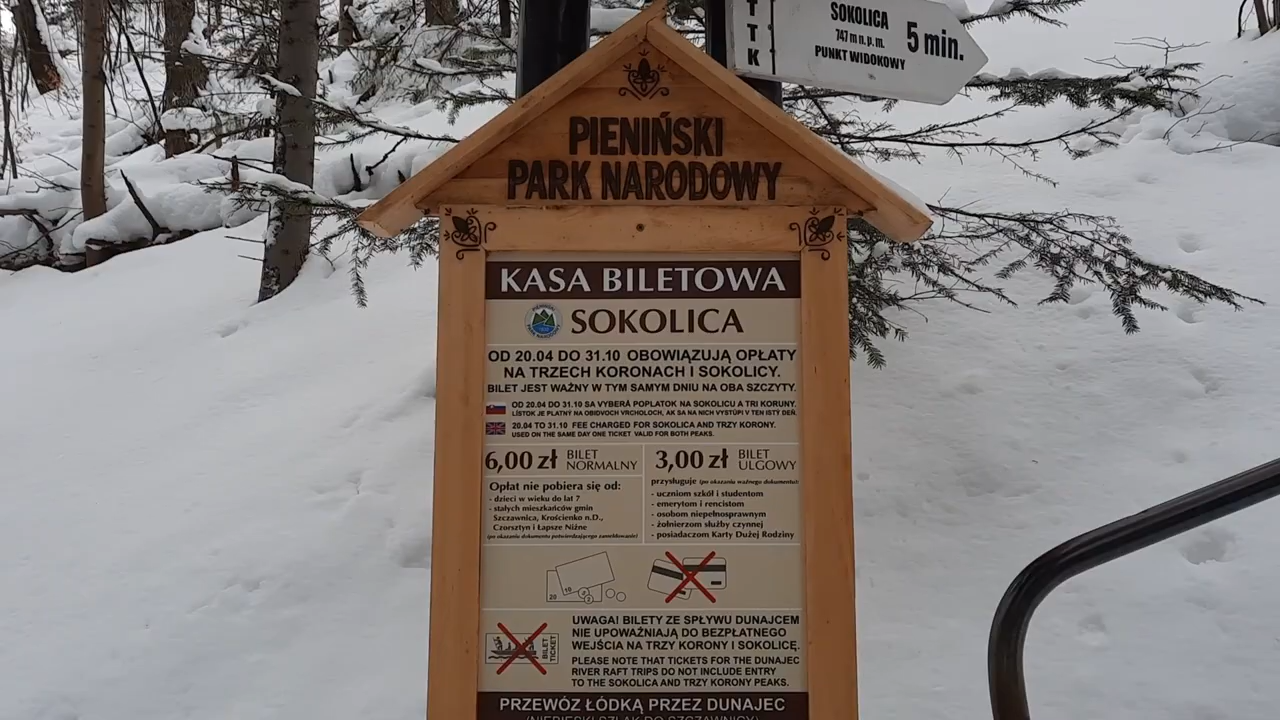 PTTK
SOKOLICA
747 m n. p. m.
PUNKT WIDOKOWY
5 min.
PIENIŃSKI
PARK NARODOWY
KASA BILETOWA
SOKOLICA
OD 20.04 DO 31.10 OBOWIĄZUJĄ OPŁATY
NA TRZECH KORONACH I SOKOLICY.
BILET JEST WAŻNY W TYM SAMYM DNIU NA OBA SZCZYTY.
OD 20.04 DO 31.10 SA VYBERÁ POPLATOK NA SOKOLICU A TRI KORUNY.
LÍSTOK JE PLATNÝ NA OBIDVOCH VRCHOLOCH, AK SA NA NICH VYSTÚPI V TEN ISTÝ DEŇ.
20.04 TO 31.10 FEE CHARGED FOR SOKOLICA AND TRZY KORONY.
USED ON THE SAME DAY ONE TICKET VALID FOR BOTH PEAKS.
6,00 zł BILET NORMALNY
Opłat nie pobiera się od:
- dzieci w wieku do lat 7
- stałych mieszkańców gmin
Szczawnica, Krościenko n.D.,
Czorsztyn i Łapsze Niżne
(po okazaniu dokumentu potwierdzającego zameldowanie)
3,00 zł BILET ULGOWY
przysługuje (po okazaniu ważnego dokumentu)
- uczniom szkół i studentom
- emerytom i rencistom
- osobom niepełnosprawnym
- żołnierzom służby czynnej
- posiadaczom Karty Dużej Rodziny
20 10
BILET
TICKET
UWAGA! BILETY ZE SPŁYWU DUNAJCEM
NIE UPOWAŻNIAJĄ DO BEZPŁATNEGO
WEJŚCIA NA TRZY KORONY I SOKOLICĘ.
PLEASE NOTE THAT TICKETS FOR THE DUNAJEC
RIVER RAFT TRIPS DO NOT INCLUDE ENTRY
TO THE SOKOLICA AND TRZY KORONY PEAKS.
PRZEWÓZ ŁÓDKĄ PRZEZ DUNAJEC
(NIEBIESKI SZLAK DO SZCZAWNICY)